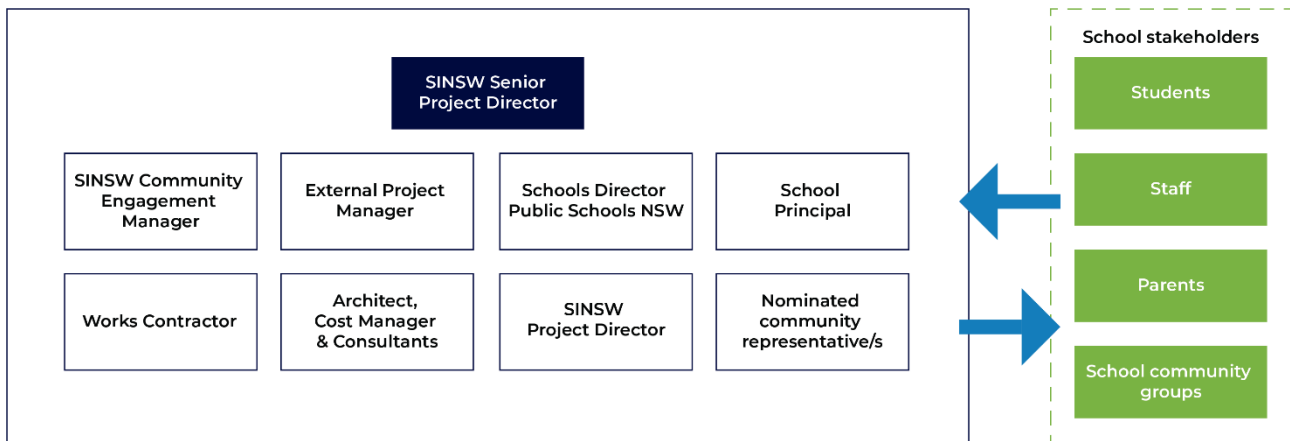 SINSW Senior
Project Director
SINSW Community
Engagement
Manager
External Project
Manager
Schools Director
Public Schools NSW
School
Principal
Works Contractor
Architect,
Cost Manager
& Consultants
SINSW
Project Director
Nominated
community
representative/s
School stakeholders
Students
Staff
Parents
School community
groups